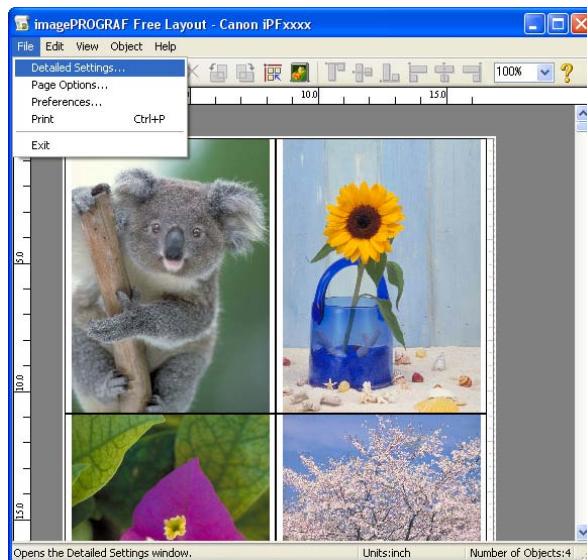 imagePROGRAF Free Layout - Canon iPFxxxx
File Edit View Object Help
Detailed Settings...
Page Options...
Preferences...
Print Ctrl+P
Exit
100%
10.0 15.0
5.0
10.0
15.0
Opens the Detailed Settings window. Units:inch Number of Objects:4